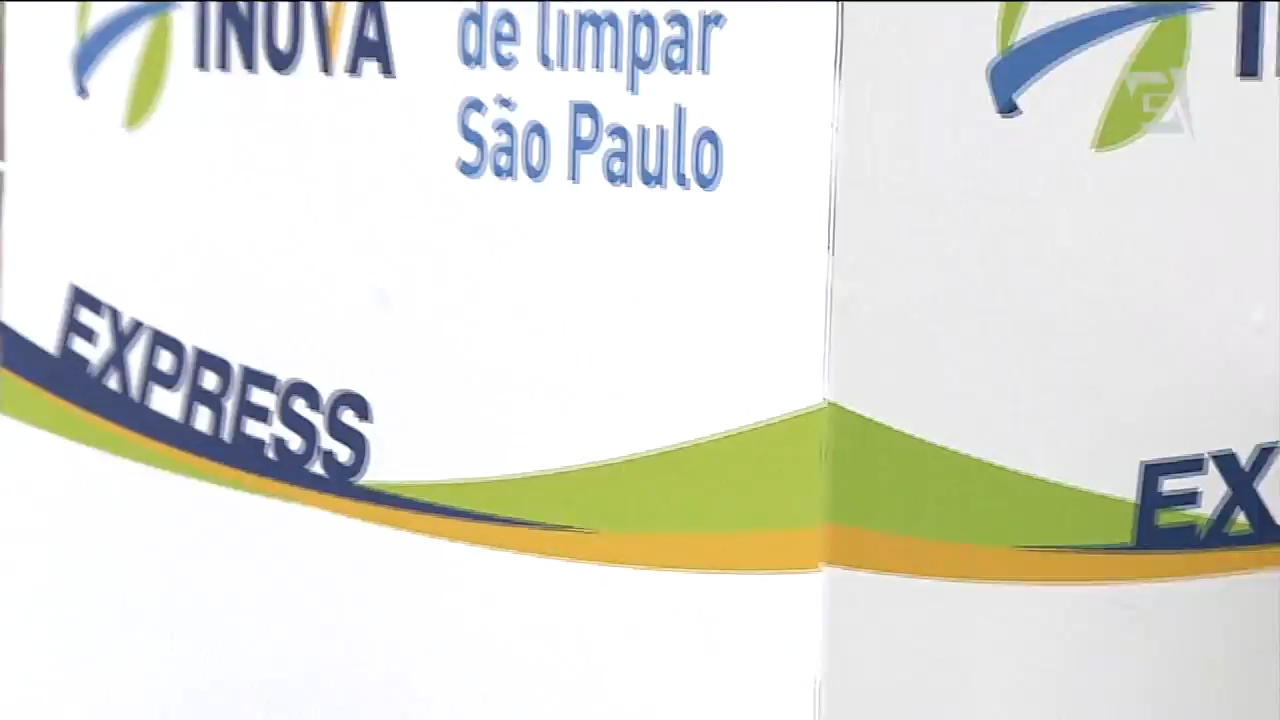 INOVA
de limpar
São Paulo
EXPRESS
EX